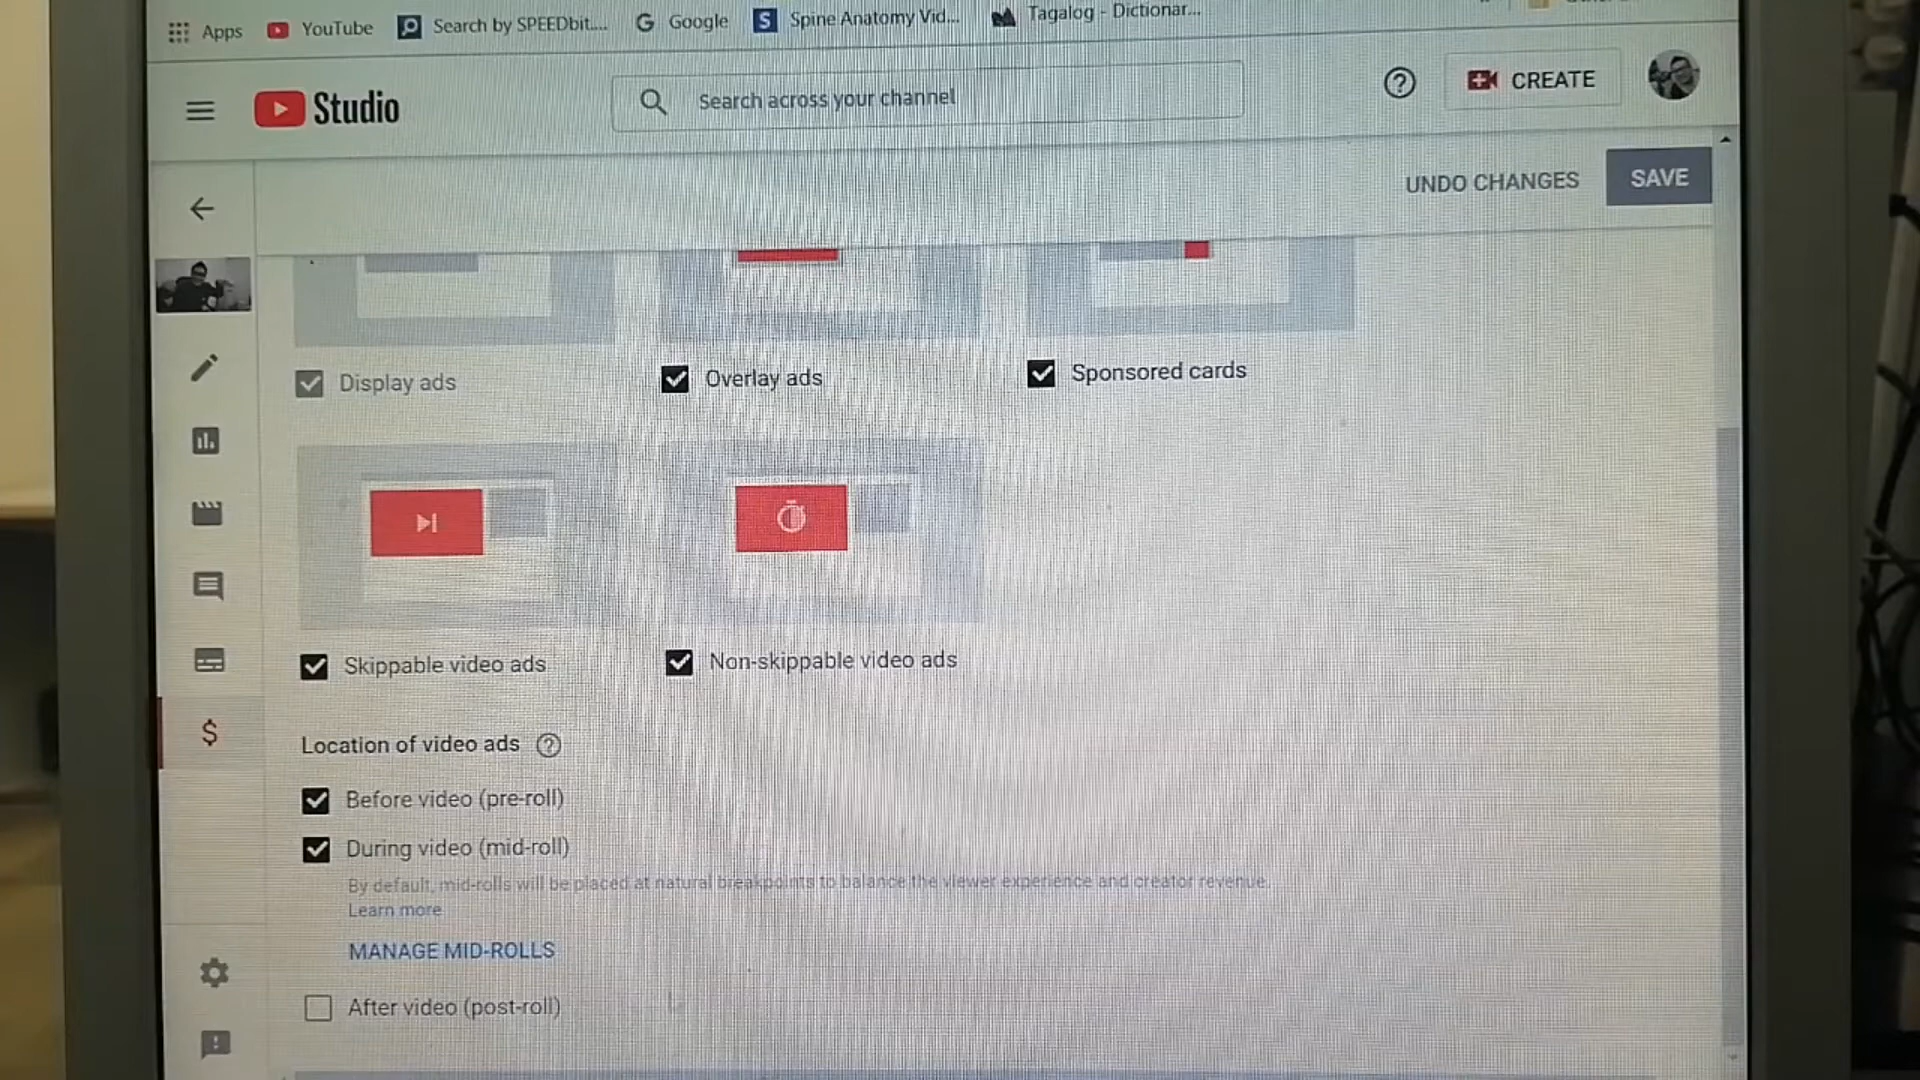 Apps YouTube Search by SPEEDbit.... Google Spine Anatomy Vid... Tagalog - Dictionar...
Studio Search across your channel CREATE
UNDO CHANGES SAVE
Display ads Overlay ads Sponsored cards
Skippable video ads Non-skippable video ads
Location of video ads
Before video (pre-roll)
During video (mid-roll)
By default, mid-rolls will be placed at natural breakpoints to balance the viewer experience and creator revenue.
Learn more
MANAGE MID-ROLLS
After video (post-roll)